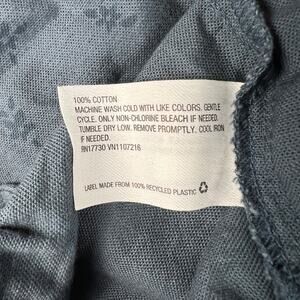 100% COTTON
MACHINE WASH COLD WITH LIKE COLORS. GENTLE
CYCLE. ONLY NON-CHLORINE BLEACH IF NEEDED.
TUMBLE DRY LOW. REMOVE PROMPTLY. COOL IRON
IF NEEDED.
RN17730 VN1107216
LABEL MADE FROM 100% RECYCLED PLASTIC